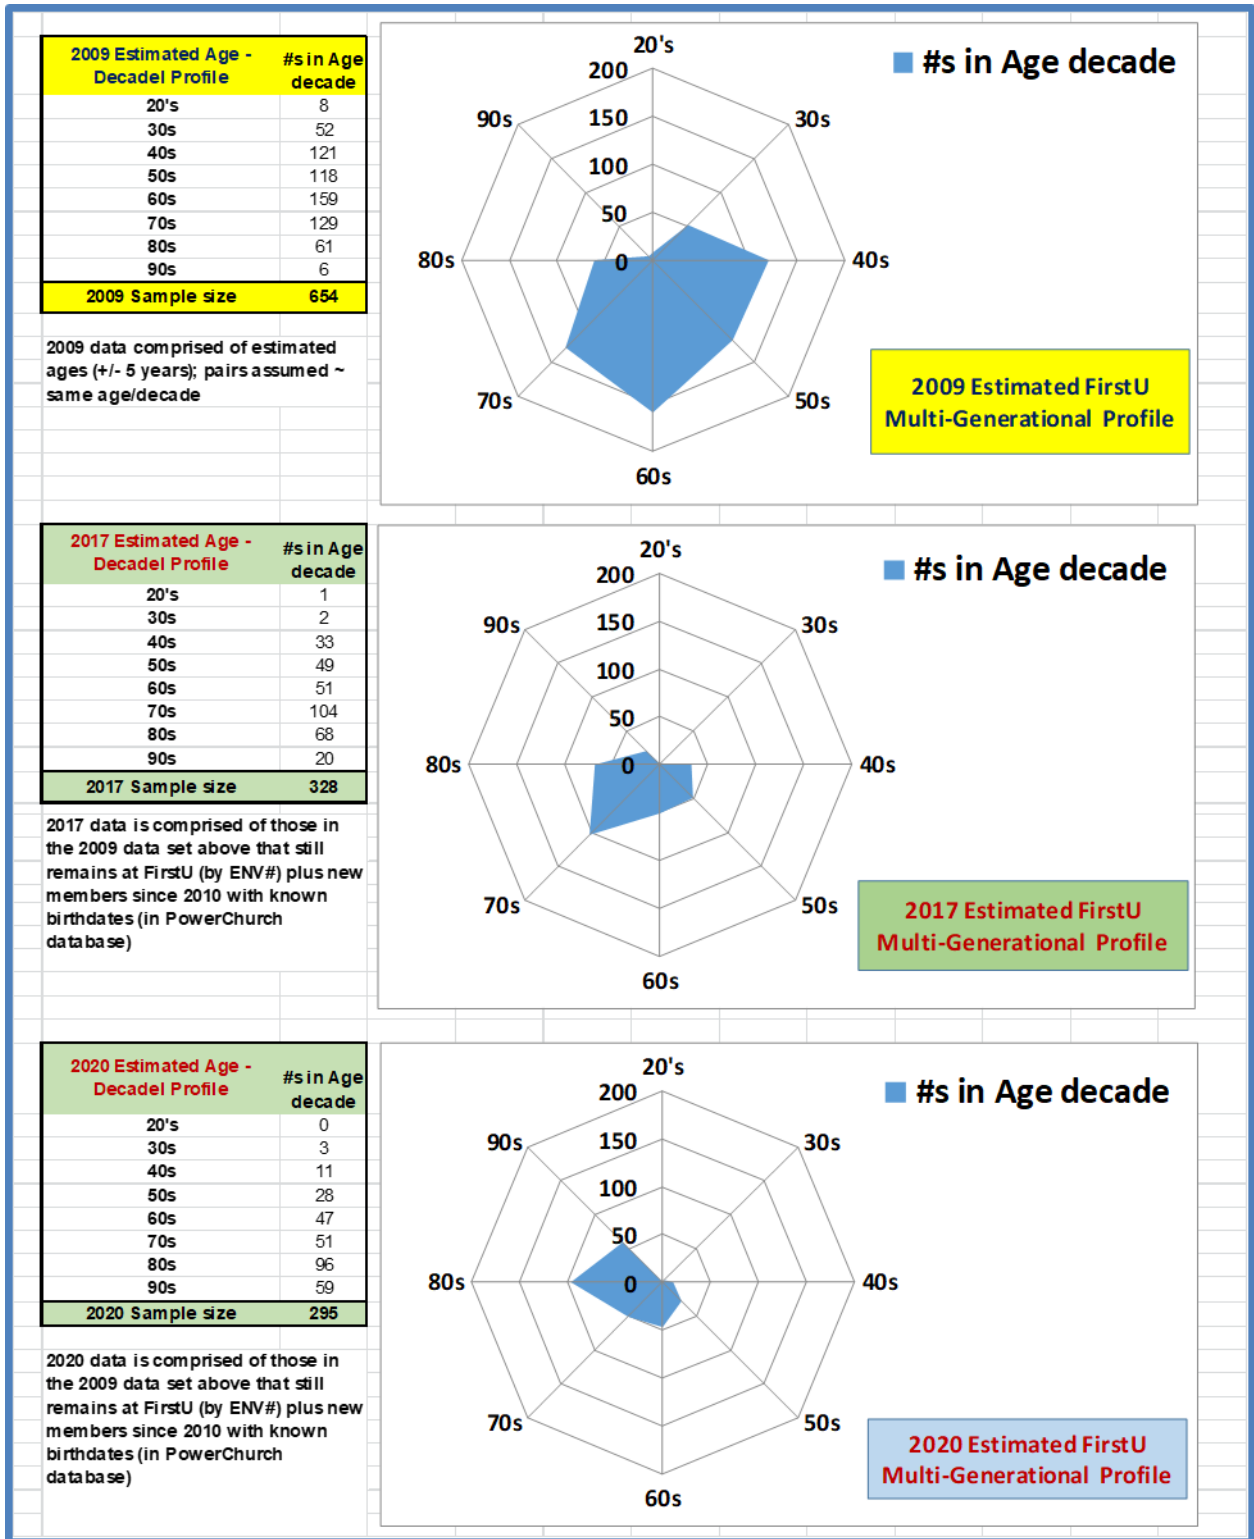 2009 Estimated Age -
Decadel Profile
#s in Age
decade
20's 8
30s 52
40s 121
50s 118
60s 159
70s 129
80s 61
90s 6
2009 Sample size 654
2009 data comprised of estimated
ages (+/- 5 years); pairs assumed ~
same age/decade
#s in Age decade
20's
30s
40s
50s
60s
70s
80s
90s
200
150
100
50
0
2009 Estimated FirstU
Multi-Generational Profile
2017 Estimated Age -
Decadel Profile
#s in Age
decade
20's 1
30s 2
40s 33
50s 49
60s 51
70s 104
80s 68
90s 20
2017 Sample size 328
2017 data is comprised of those in
the 2009 data set above that still
remains at FirstU (by ENV#) plus new
members since 2010 with known
birthdates (in PowerChurch
database)
#s in Age decade
20's
30s
40s
50s
60s
70s
80s
90s
200
150
100
50
0
2017 Estimated FirstU
Multi-Generational Profile
2020 Estimated Age -
Decadel Profile
#s in Age
decade
20's 0
30s 3
40s 11
50s 28
60s 47
70s 51
80s 96
90s 59
2020 Sample size 295
2020 data is comprised of those in
the 2009 data set above that still
remains at FirstU (by ENV#) plus new
members since 2010 with known
birthdates (in PowerChurch
database)
#s in Age decade
20's
30s
40s
50s
60s
70s
80s
90s
200
150
100
50
0
2020 Estimated FirstU
Multi-Generational Profile